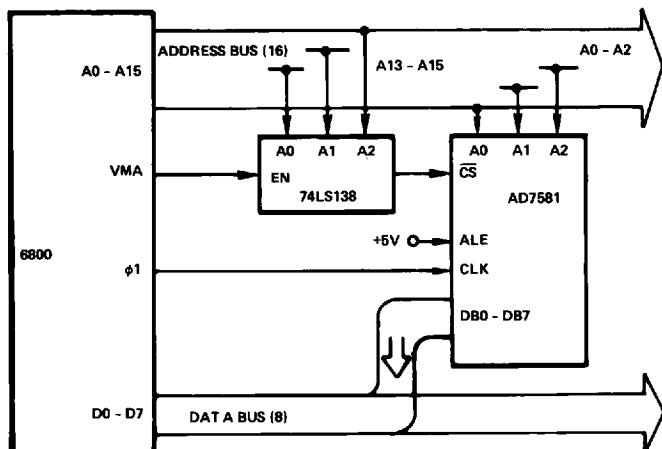 ADDRESS BUS (16)
A0 – A15
A13 – A15
A0 – A2
A0 A1 A2
EN
74LS138
A0 A1 A2
C̅S̅
AD7581
VMA
+5V
ALE
6800
ϕ1
CLK
DB0 – DB7
D0 – D7
DAT A BUS (8)